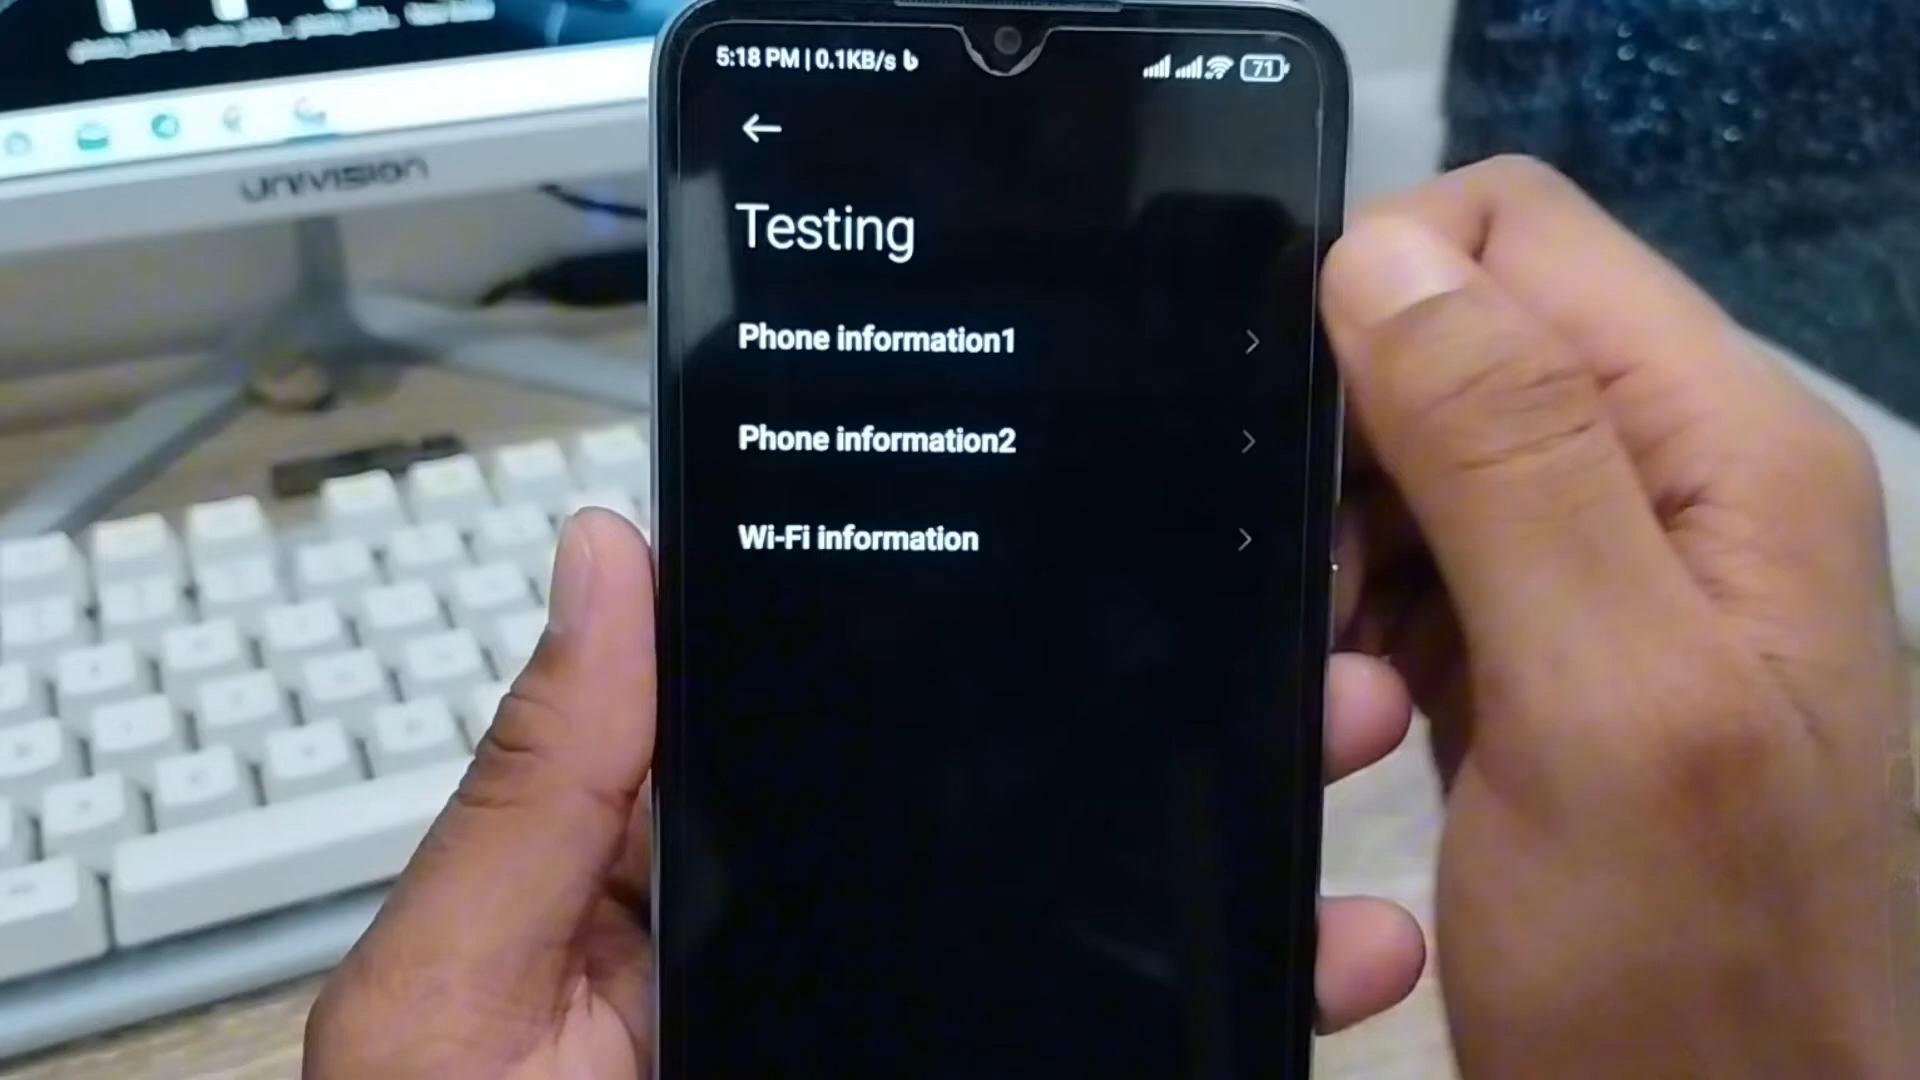 UNIVISION
5:18 PM | 0.1KB/s
71
Testing
Phone information1
Phone information2
Wi-Fi information